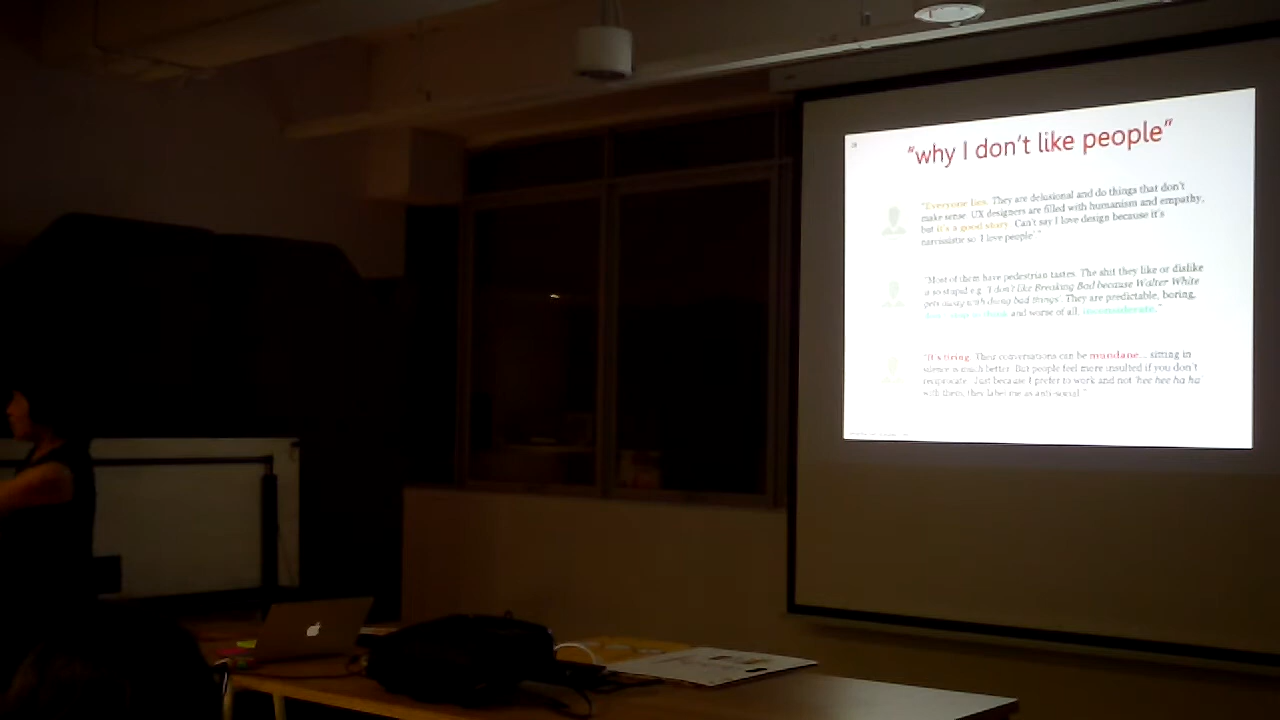 "why I don't like people"
"Everyone lies. They are delusional and do things that don't
make sense. UX designers are filled with humanism and empathy,
but it's a good story. Can't say I love design because it's
narcissistic so I love people."
"Most of them have pedestrian tastes. The shit they like or dislike
is so stupid e.g. 'I don't like Breaking Bad because Walter White
gets away with doing bad things'. They are predictable, boring,
and worse of all, inconsiderate."
"It's tiring. Their conversations can be mundane... sitting in
silence is much better. But people feel more insulted if you don't
reciprocate. Just because I prefer to work and not 'hee hee ha ha'
with them, they label me as anti-social."